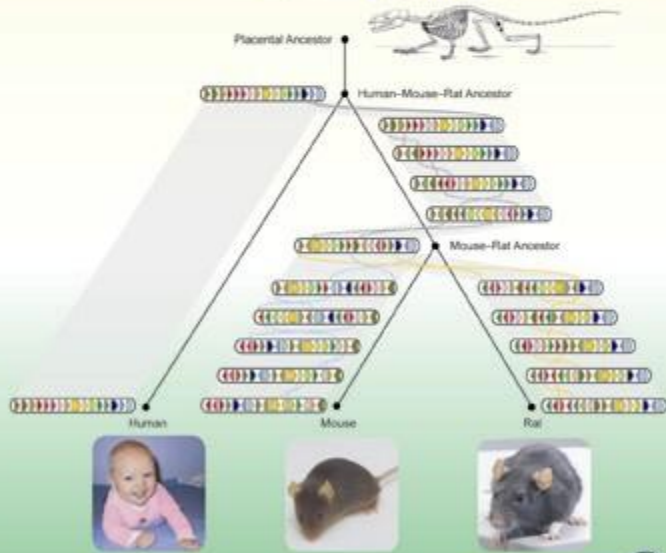 Placental Ancestor
Human–Mouse–Rat Ancestor
Mouse–Rat Ancestor
Human
Mouse
Rat